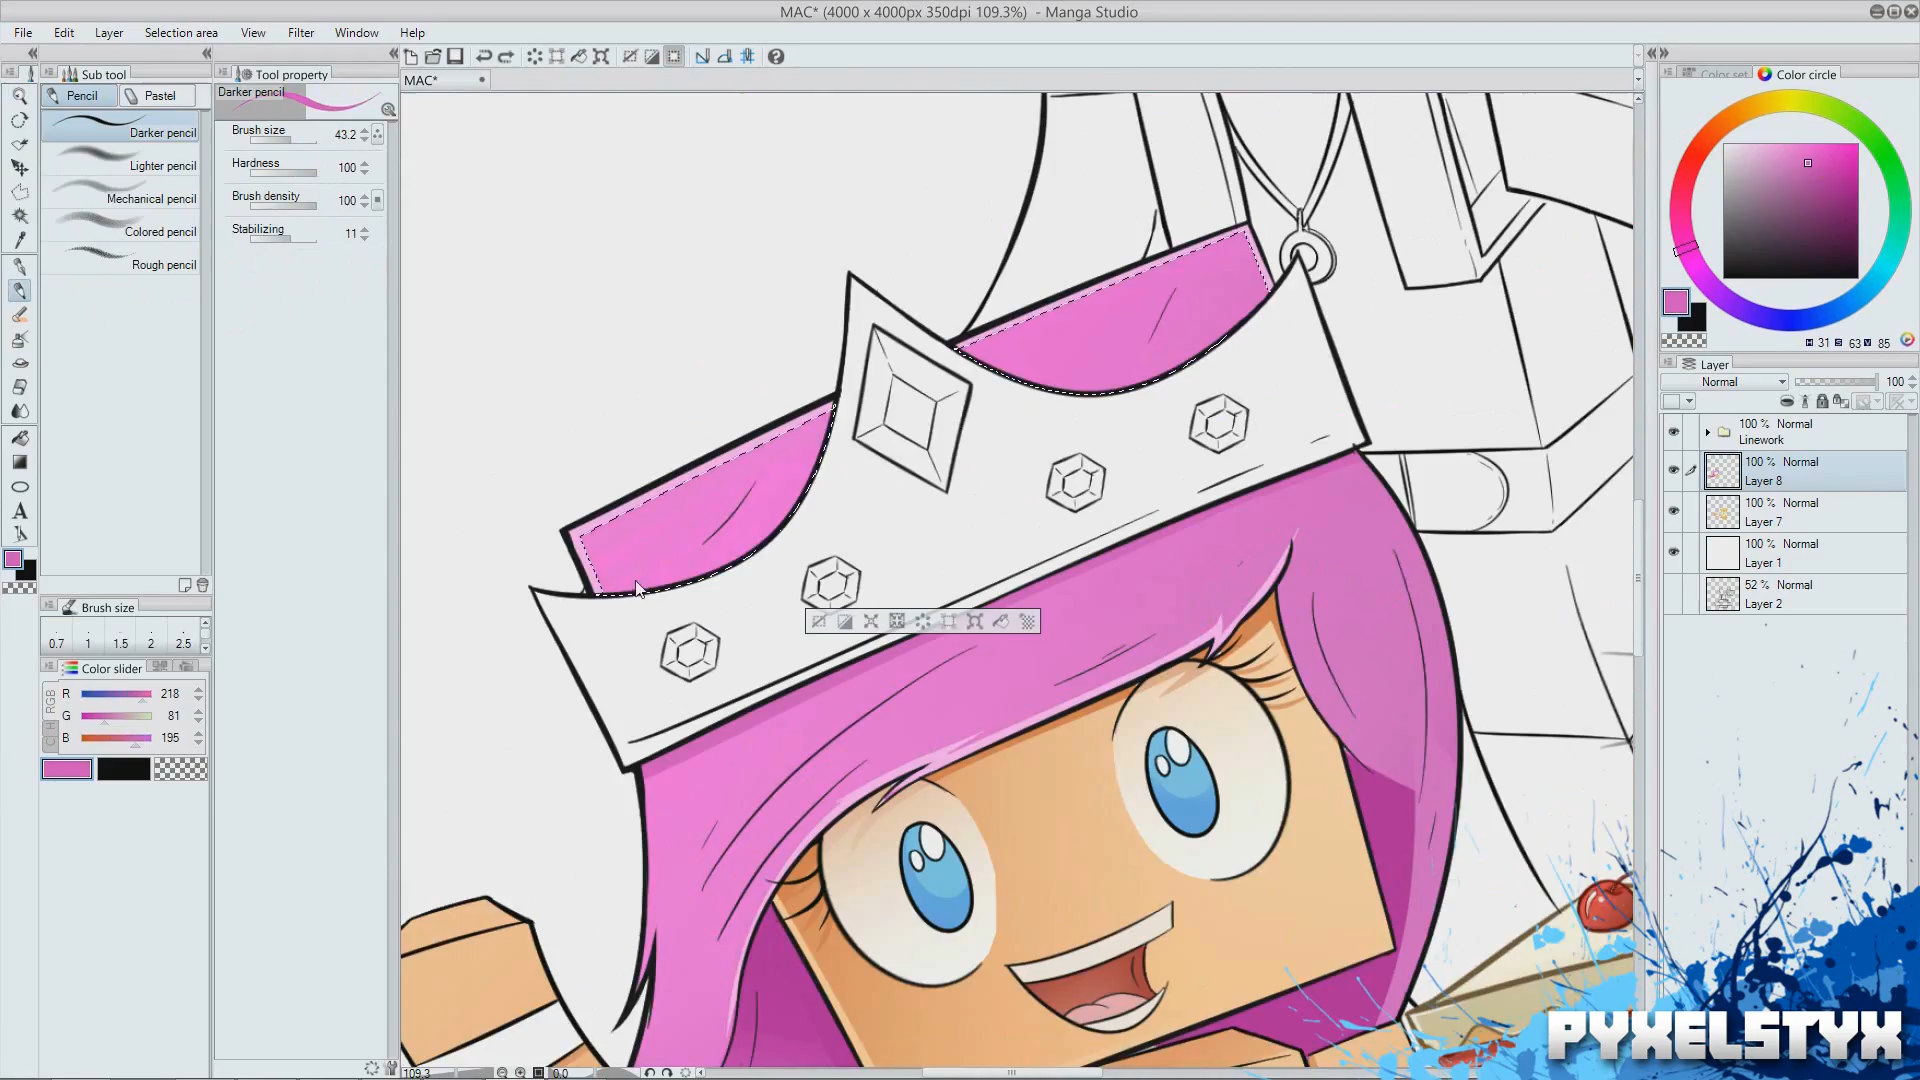 MAC* (4000 x 4000px 350dpi 109.3%) - Manga Studio
File Edit Layer Selection area View Filter Window Help
Sub tool
Tool property
MAC*
Color set
Color circle
Pencil
Pastel
Darker pencil
Darker pencil
Lighter pencil
Mechanical pencil
Colored pencil
Rough pencil
Brush size 43.2
Hardness 100
Brush density 100
Stabilizing 11
H 31 S 63 V 85
Layer
Normal 100
100 % Normal
Linework
100 % Normal
Layer 8
100 % Normal
Layer 7
100 % Normal
Layer 1
52 % Normal
Layer 2
Brush size
0.7 1 1.5 2 2.5
Color slider
RGB
R 218
G 81
B 195
109.3
0.0
PYXELSTYX